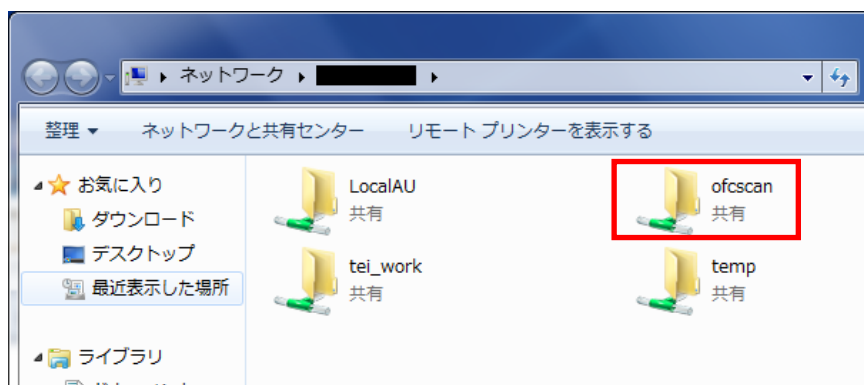 ネットワーク
整理 ネットワークと共有センター リモート プリンターを表示する
お気に入り
ダウンロード
デスクトップ
最近表示した場所
ライブラリ
LocalAU
共有
ofcscan
共有
tei_work
共有
temp
共有